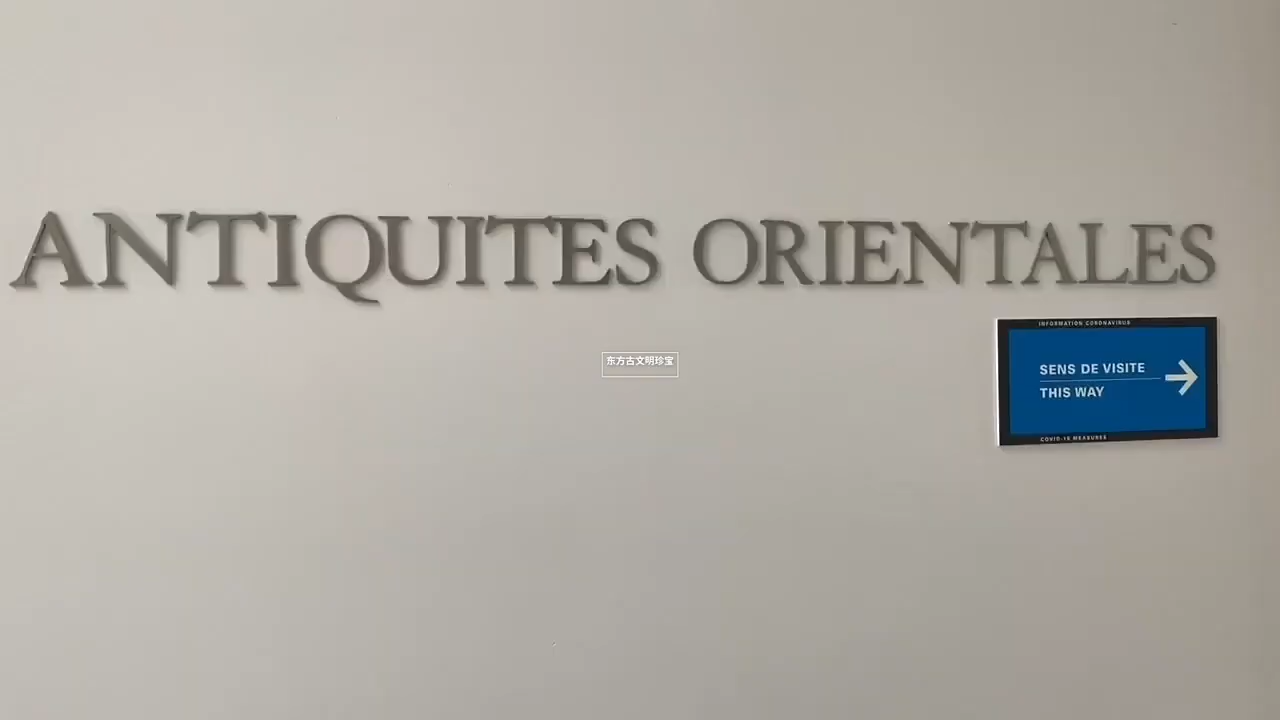 ANTIQUITES ORIENTALES
INFORMATION CORONAVIRUS
SENS DE VISITE
THIS WAY
COVID-19 MEASURES
东方古文明珍宝